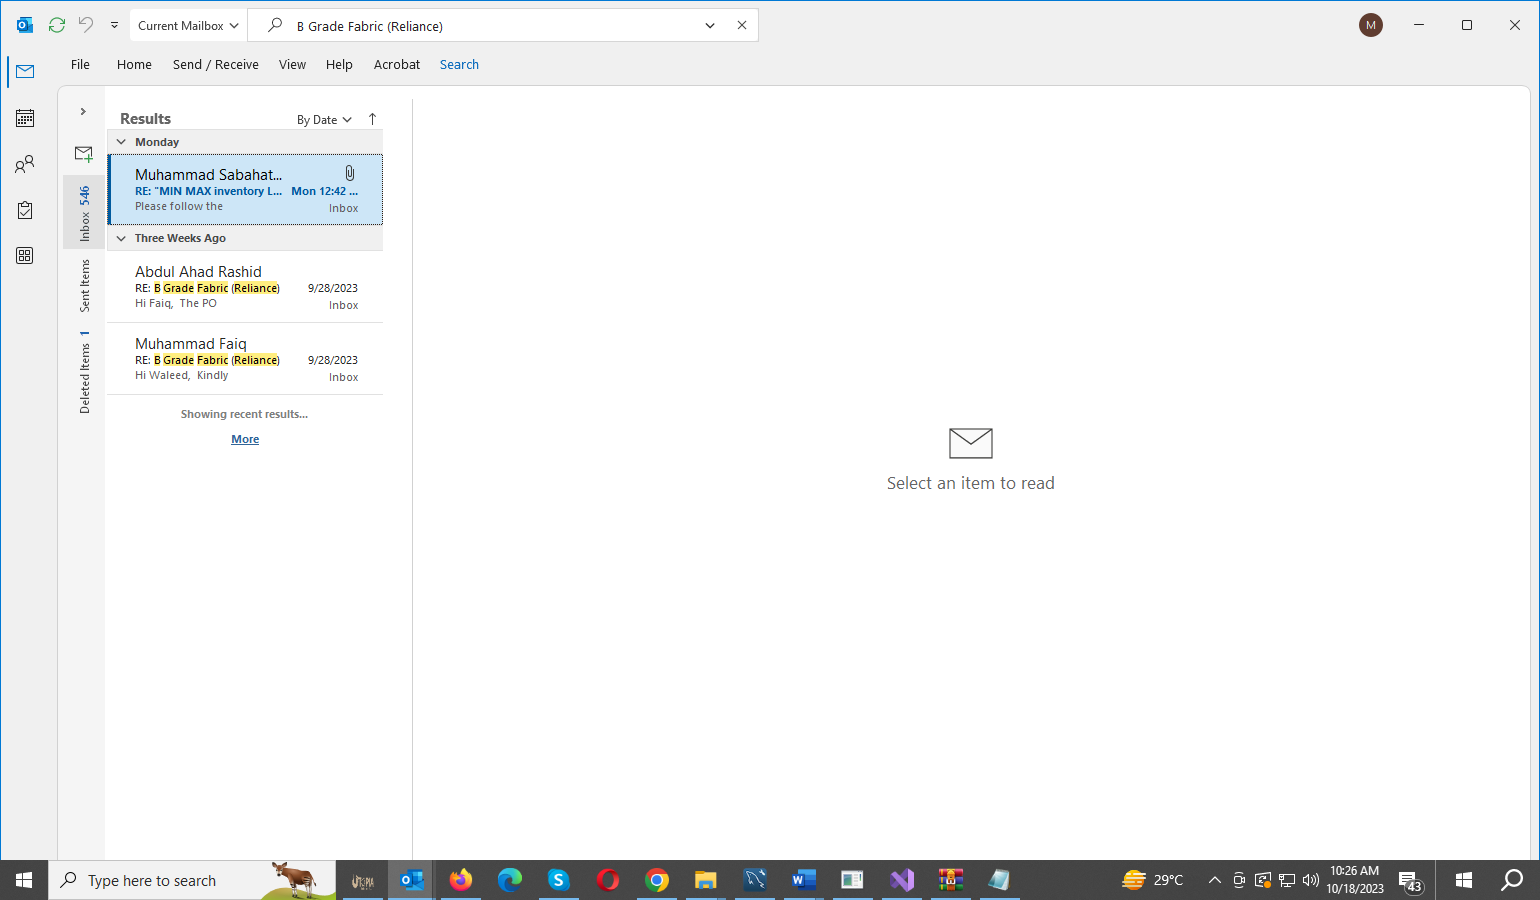 Current Mailbox
B Grade Fabric (Reliance)
M
File Home Send / Receive View Help Acrobat Search
Results By Date
Monday
Muhammad Sabahat...
RE: "MIN MAX inventory L... Mon 12:42 ...
Please follow the Inbox
Three Weeks Ago
Abdul Ahad Rashid
RE: B Grade Fabric (Reliance) 9/28/2023
Hi Faiq, The PO Inbox
Muhammad Faiq
RE: B Grade Fabric (Reliance) 9/28/2023
Hi Waleed, Kindly Inbox
Showing recent results...
More
Inbox 546
Sent Items
Deleted Items 1
Select an item to read
Type here to search
UTOPIA
29°C
10:26 AM
10/18/2023
43